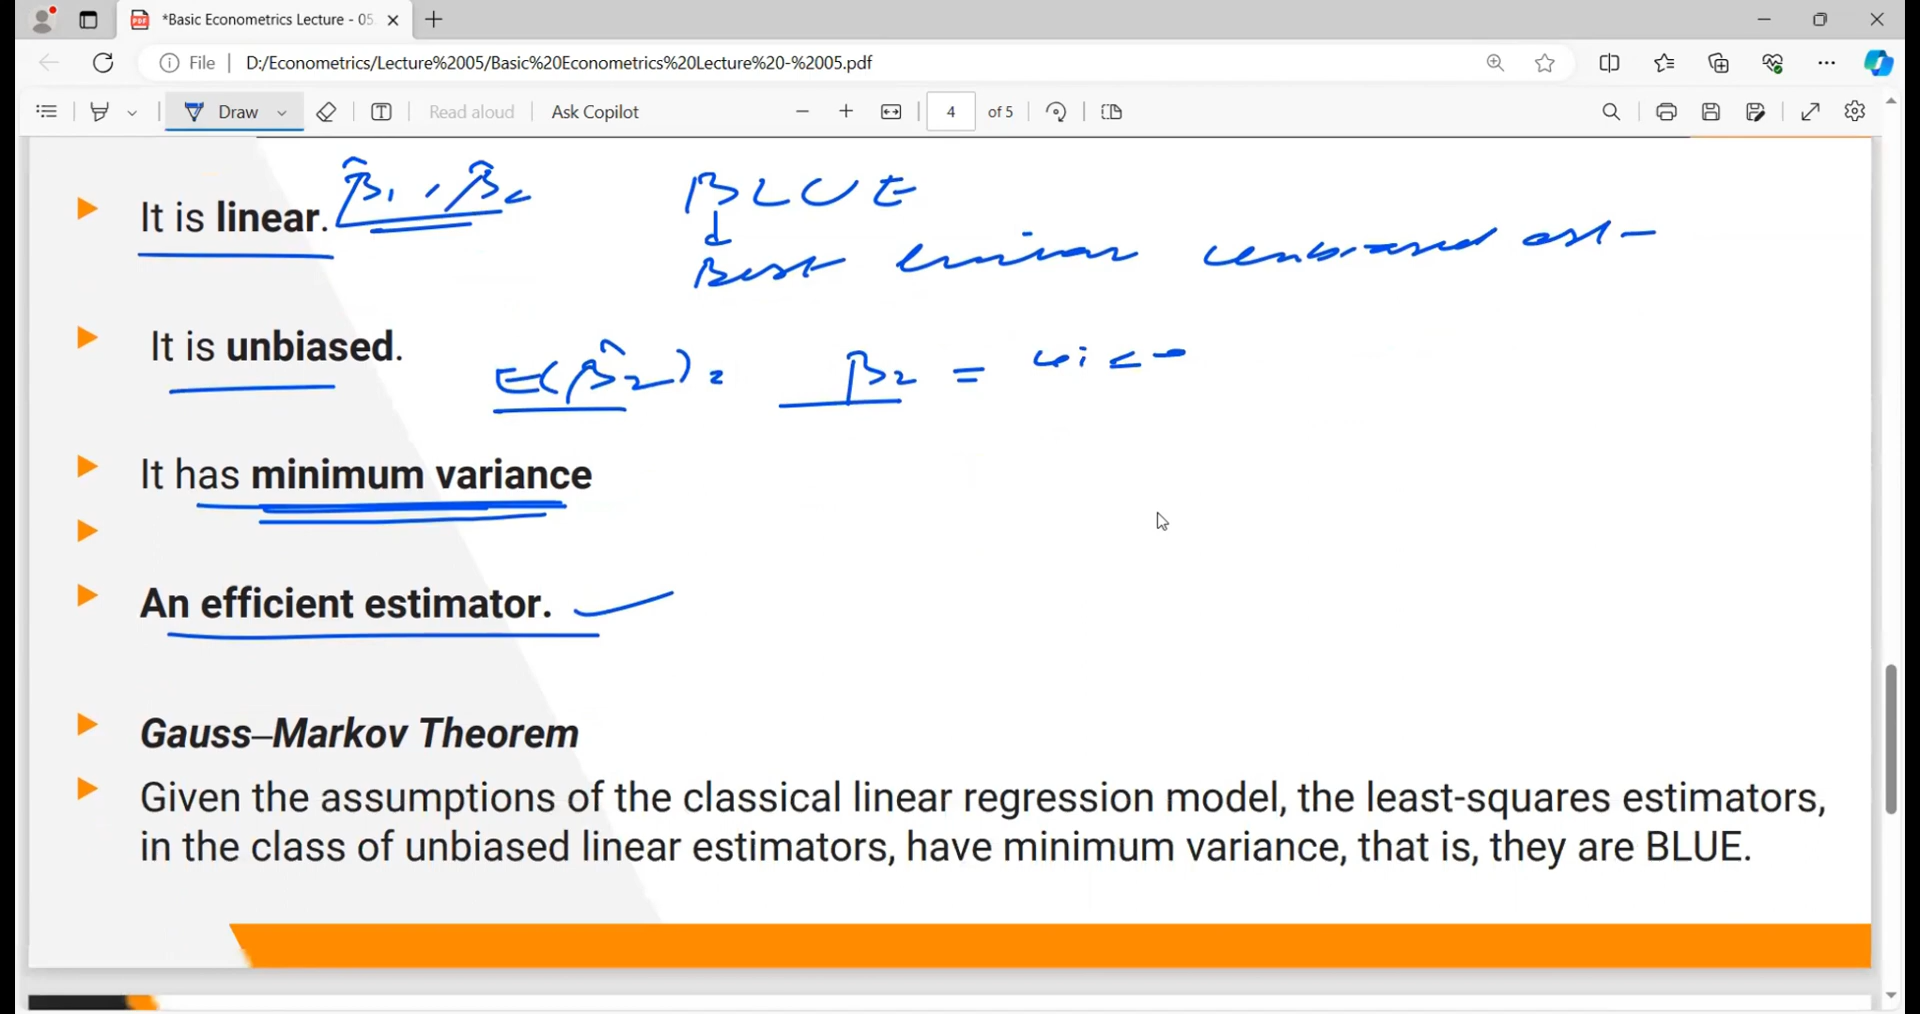 *Basic Econometrics Lecture - 05
File D:/Econometrics/Lecture%2005/Basic%20Econometrics%20Lecture%20-%2005.pdf
Draw Read aloud Ask Copilot 4 of 5
It is linear. β̂₁ , β̂₂ BLUE
Best linear unbiased est-
It is unbiased.
E(β̂₂) = β₂ =
It has minimum variance
An efficient estimator.
Gauss–Markov Theorem
Given the assumptions of the classical linear regression model, the least-squares estimators,
in the class of unbiased linear estimators, have minimum variance, that is, they are BLUE.